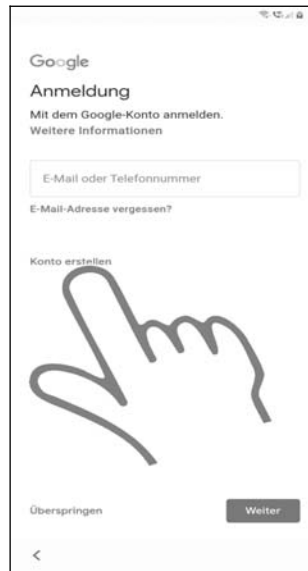 Google
Anmeldung
Mit dem Google-Konto anmelden.
Weitere Informationen
E-Mail oder Telefonnummer
E-Mail-Adresse vergessen?
Konto erstellen
Überspringen
Weiter